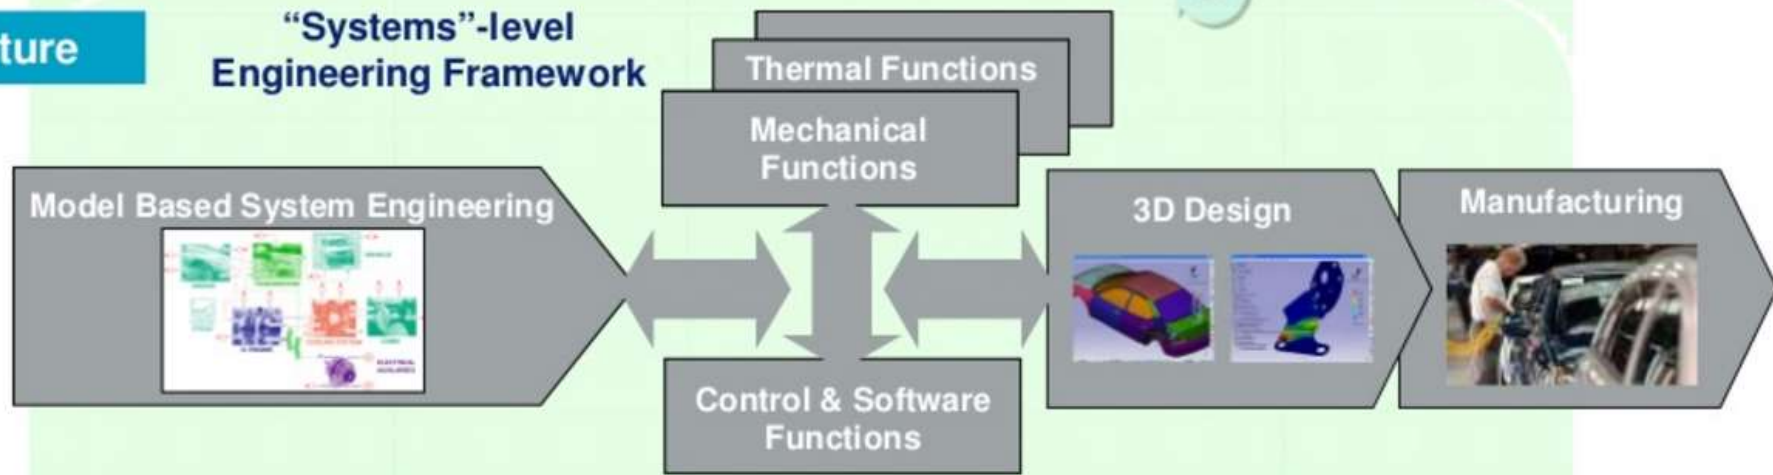 ture
“Systems”-level
Engineering Framework
Thermal Functions
Mechanical
Functions
Model Based System Engineering
3D Design
Manufacturing
Control & Software
Functions